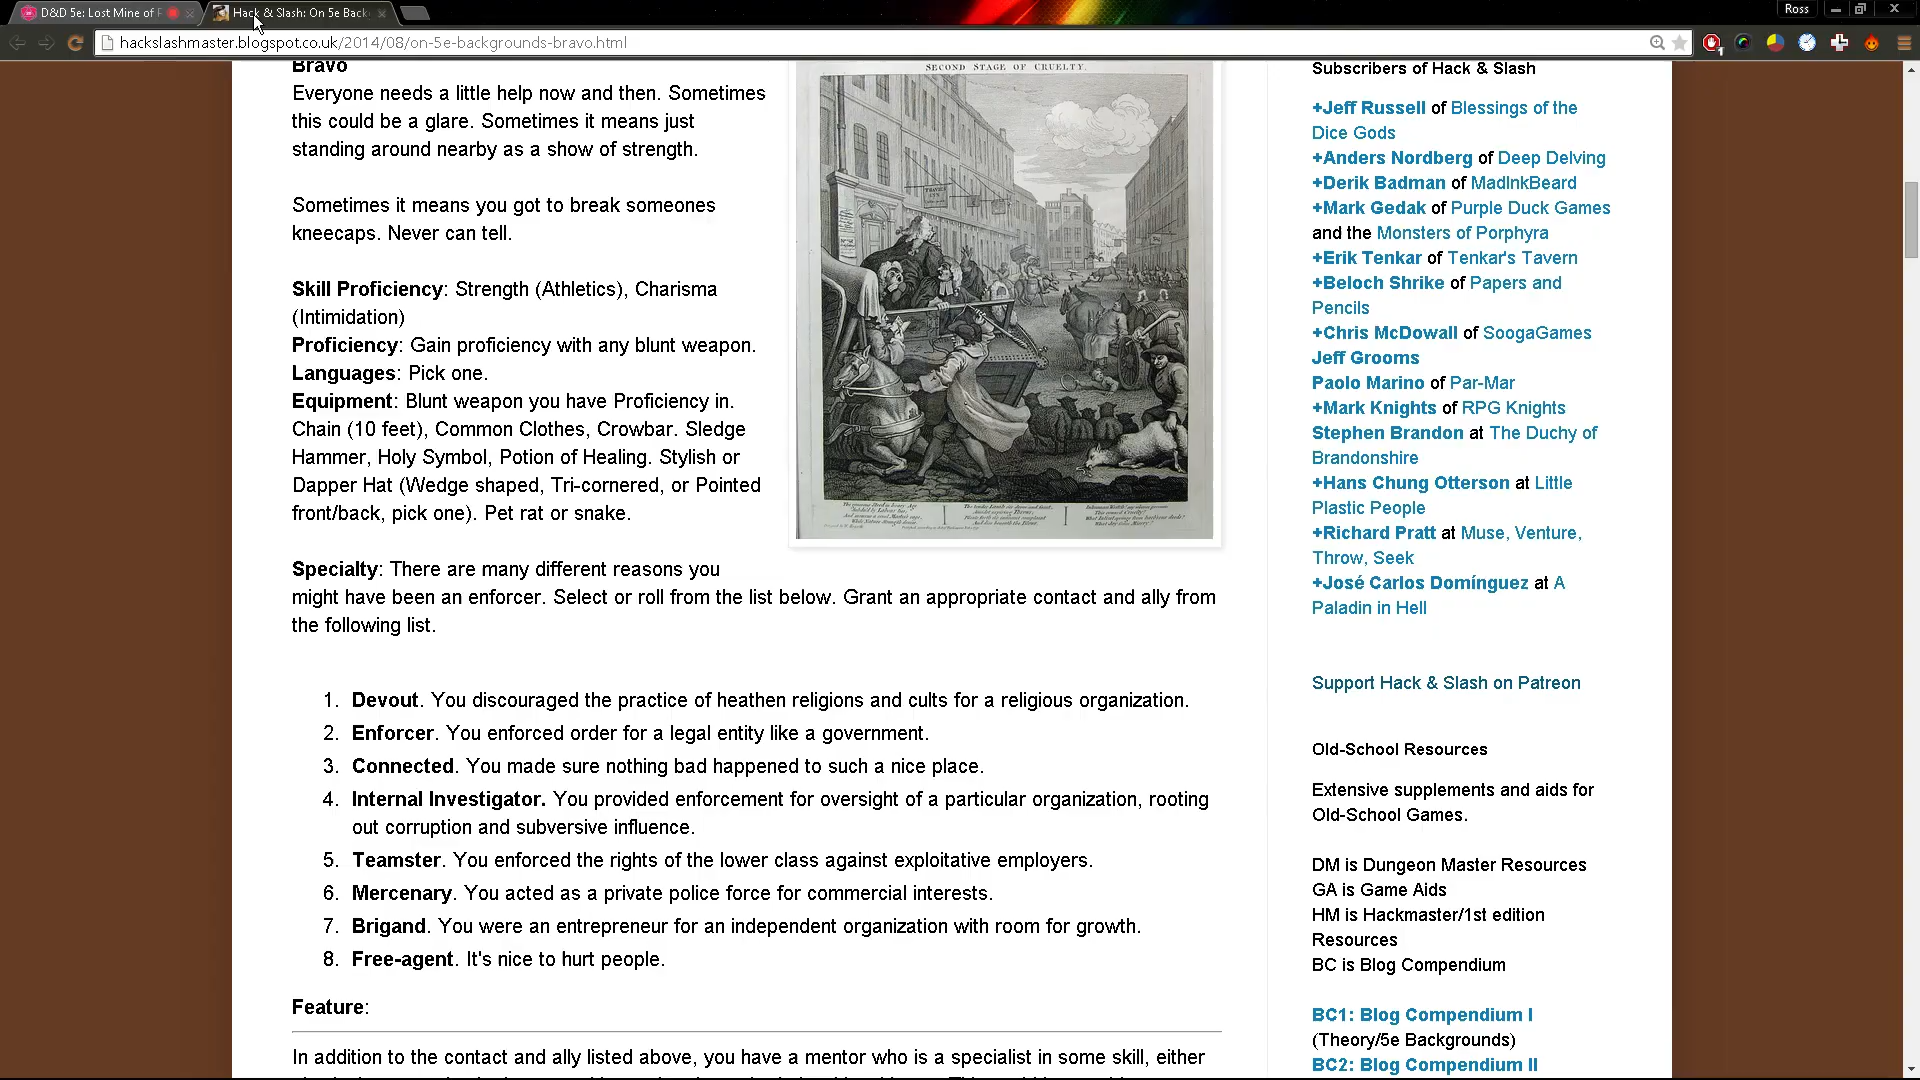 D&D 5e: Lost Mine of P
Hack & Slash: On 5e Back
Ross
hackslashmaster.blogspot.co.uk/2014/08/on-5e-backgrounds-bravo.html
Bravo
Everyone needs a little help now and then. Sometimes
this could be a glare. Sometimes it means just
standing around nearby as a show of strength.
Sometimes it means you got to break someones
kneecaps. Never can tell.
Skill Proficiency: Strength (Athletics), Charisma
(Intimidation)
Proficiency: Gain proficiency with any blunt weapon.
Languages: Pick one.
Equipment: Blunt weapon you have Proficiency in.
Chain (10 feet), Common Clothes, Crowbar. Sledge
Hammer, Holy Symbol, Potion of Healing. Stylish or
Dapper Hat (Wedge shaped, Tri-cornered, or Pointed
front/back, pick one). Pet rat or snake.
SECOND STAGE OF CRUELTY.
Specialty: There are many different reasons you
might have been an enforcer. Select or roll from the list below. Grant an appropriate contact and ally from
the following list.
1. Devout. You discouraged the practice of heathen religions and cults for a religious organization.
2. Enforcer. You enforced order for a legal entity like a government.
3. Connected. You made sure nothing bad happened to such a nice place.
4. Internal Investigator. You provided enforcement for oversight of a particular organization, rooting
out corruption and subversive influence.
5. Teamster. You enforced the rights of the lower class against exploitative employers.
6. Mercenary. You acted as a private police force for commercial interests.
7. Brigand. You were an entrepreneur for an independent organization with room for growth.
8. Free-agent. It's nice to hurt people.
Feature:
In addition to the contact and ally listed above, you have a mentor who is a specialist in some skill, either
Subscribers of Hack & Slash
+Jeff Russell of Blessings of the
Dice Gods
+Anders Nordberg of Deep Delving
+Derik Badman of MadInkBeard
+Mark Gedak of Purple Duck Games
and the Monsters of Porphyra
+Erik Tenkar of Tenkar's Tavern
+Beloch Shrike of Papers and
Pencils
+Chris McDowall of SoogaGames
Jeff Grooms
Paolo Marino of Par-Mar
+Mark Knights of RPG Knights
Stephen Brandon at The Duchy of
Brandonshire
+Hans Chung Otterson at Little
Plastic People
+Richard Pratt at Muse, Venture,
Throw, Seek
+José Carlos Domínguez at A
Paladin in Hell
Support Hack & Slash on Patreon
Old-School Resources
Extensive supplements and aids for
Old-School Games.
DM is Dungeon Master Resources
GA is Game Aids
HM is Hackmaster/1st edition
Resources
BC is Blog Compendium
BC1: Blog Compendium I
(Theory/5e Backgrounds)
BC2: Blog Compendium II